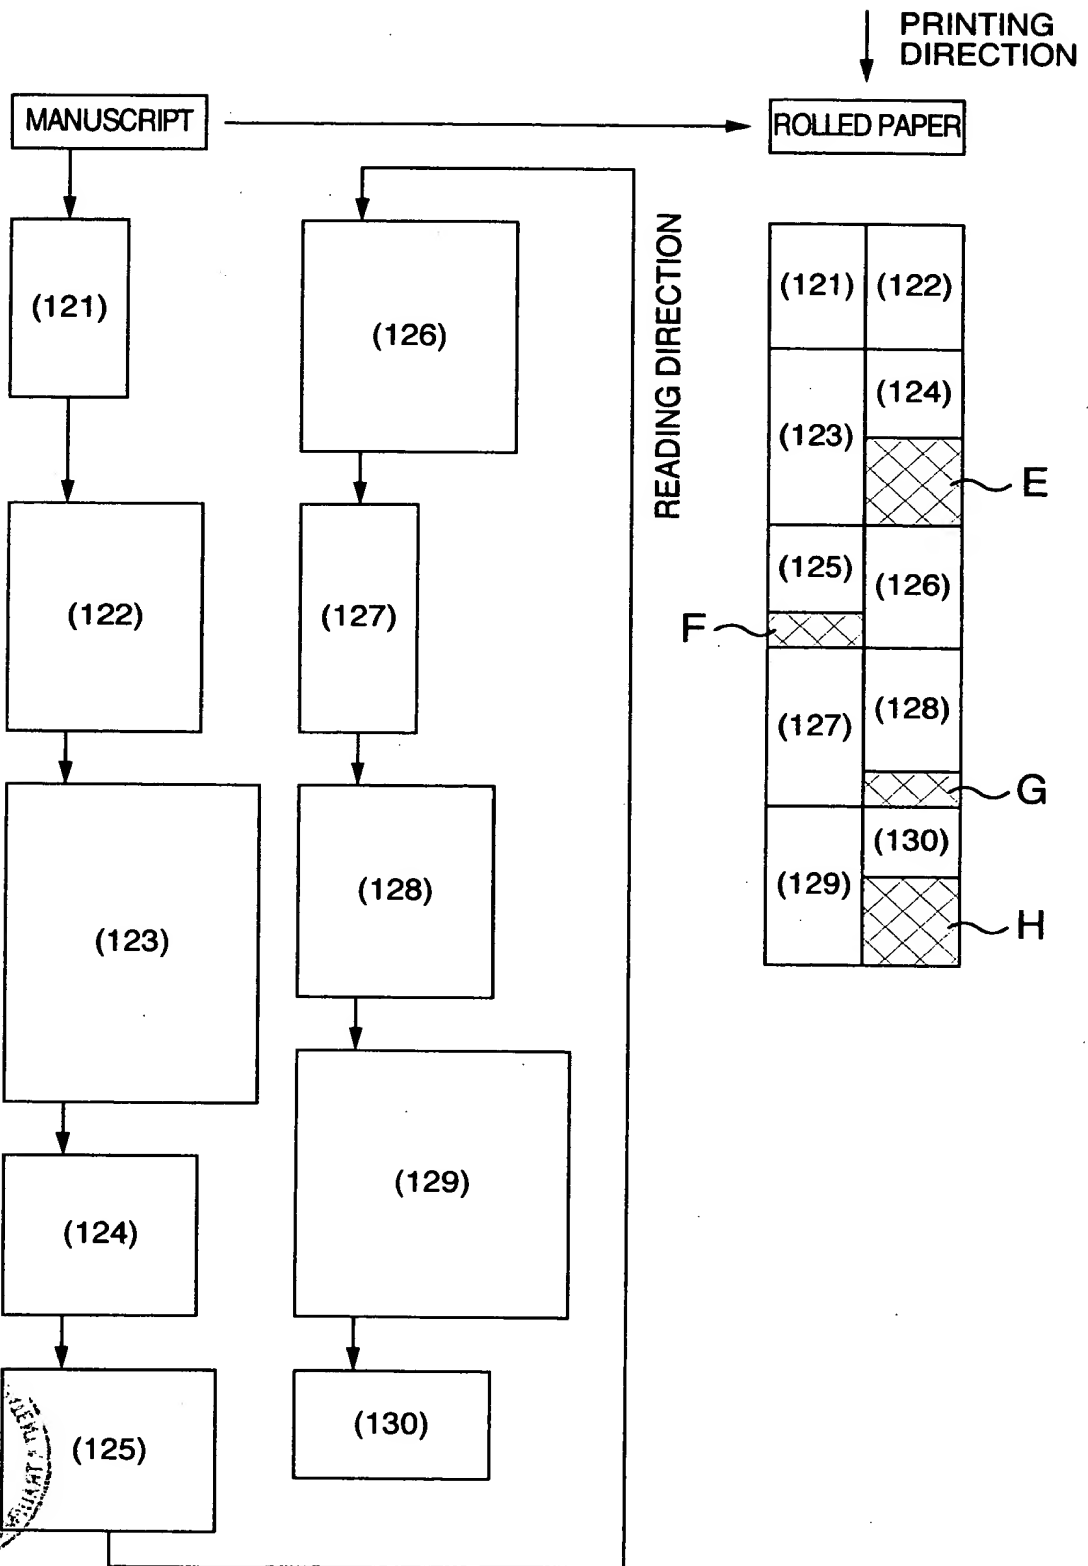 PRINTING
DIRECTION
MANUSCRIPT
ROLLED PAPER
READING DIRECTION
(121)
(122)
(123)
(124)
(125)
(126)
(127)
(128)
(129)
(130)
(121) (122)
(123)
(124)
E
(125)
(126)
F
(127)
(128)
G
(129)
(130)
H